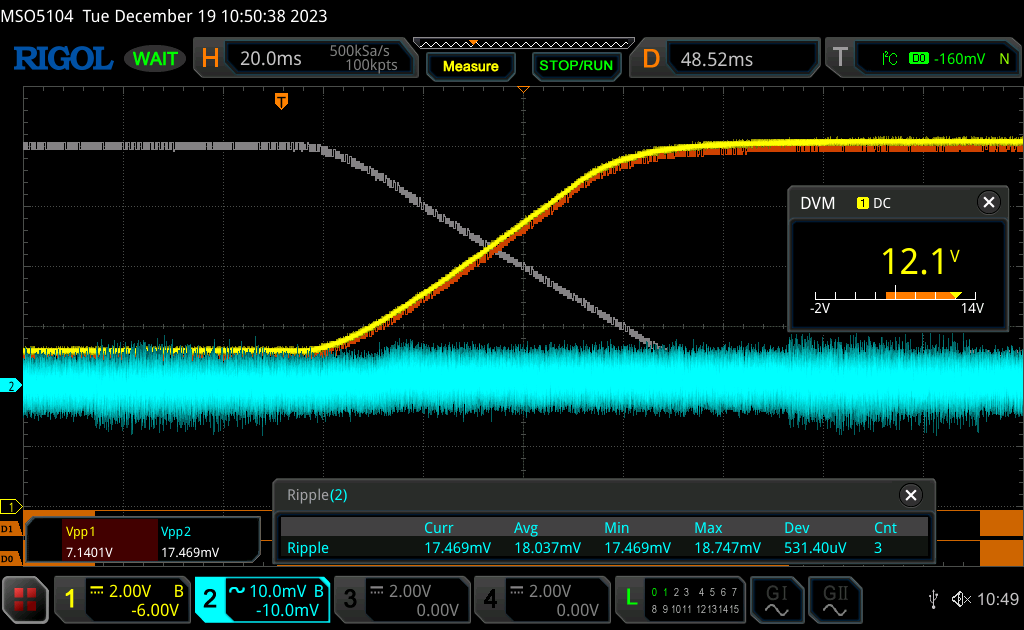 MSO5104 Tue December 19 10:50:38 2023
RIGOL WAIT H 20.0ms 500kSa/s 100kpts Measure STOP/RUN D 48.52ms T I²C D0 -160mV N
T
DVM 1 DC
12.1V
-2V 14V
2
1
D1
D0
Vpp1 Vpp2
7.1401V 17.469mV
Ripple(2)
Curr Avg Min Max Dev Cnt
Ripple 17.469mV 18.037mV 17.469mV 18.747mV 531.40uV 3
1 2.00V B -6.00V
2 10.0mV B -10.0mV
3 2.00V 0.00V
4 2.00V 0.00V
L 0 1 2 3 4 5 6 7
8 9 10 11 12 13 14 15
GI GII
10:49